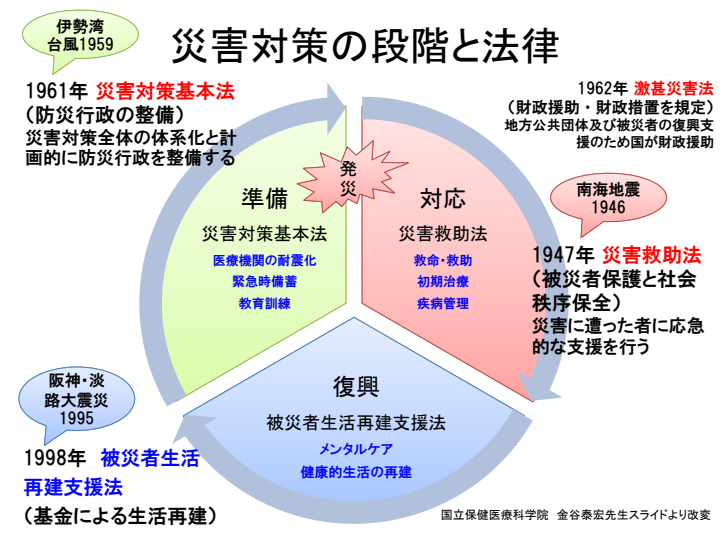 災害対策の段階と法律
伊勢湾
台風1959
1961年 災害対策基本法
（防災行政の整備）
災害対策全体の体系化と計
画的に防災行政を整備する
1962年 激甚災害法
（財政援助・財政措置を規定）
地方公共団体及び被災者の復興支
援のため国が財政援助
発
災
準備
災害対策基本法
医療機関の耐震化
緊急時備蓄
教育訓練
対応
災害救助法
救命・救助
初期治療
疾病管理
南海地震
1946
1947年 災害救助法
（被災者保護と社会
秩序保全）
災害に遭った者に応急
的な支援を行う
復興
被災者生活再建支援法
メンタルケア
健康的生活の再建
阪神・淡
路大震災
1995
1998年 被災者生活
再建支援法
（基金による生活再建）
国立保健医療科学院 金谷泰宏先生スライドより改変